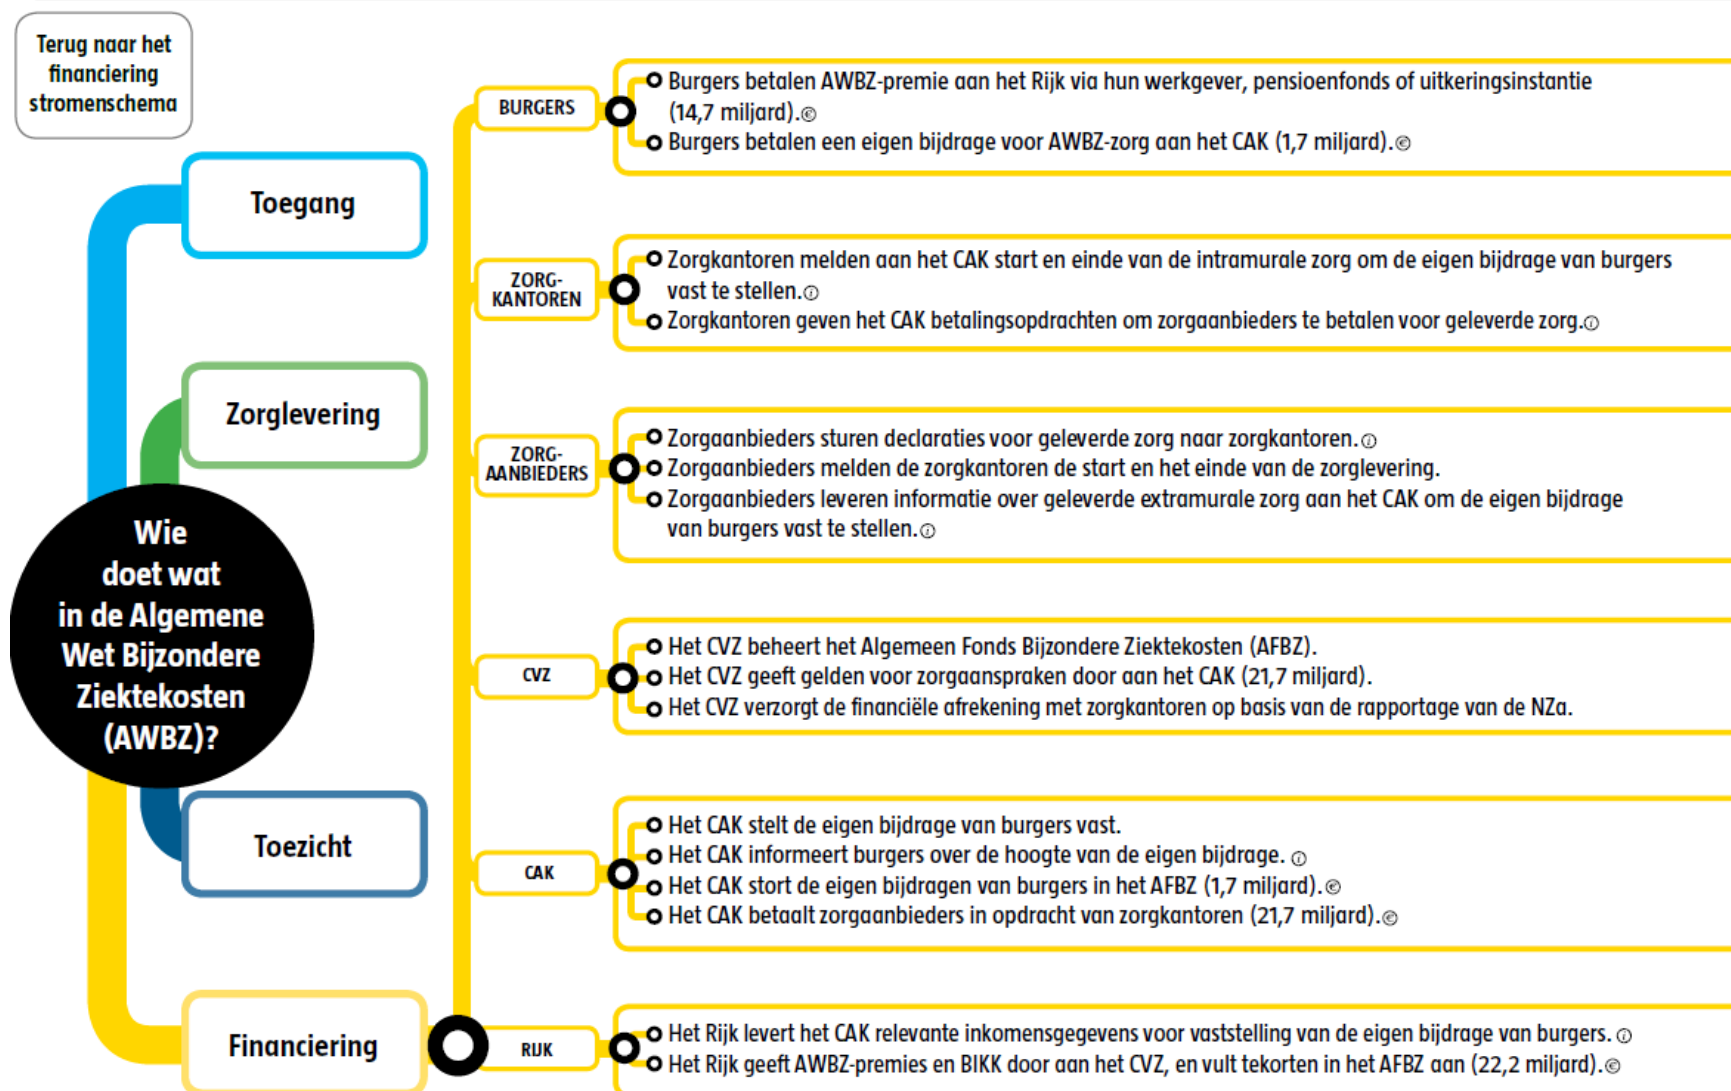 Terug naar het
financiering
stromenschema
Toegang
Zorglevering
Wie
doet wat
in de Algemene
Wet Bijzondere
Ziektekosten
(AWBZ)?
Toezicht
Financiering
BURGERS
Burgers betalen AWBZ-premie aan het Rijk via hun werkgever, pensioenfonds of uitkeringsinstantie
(14,7 miljard).€
Burgers betalen een eigen bijdrage voor AWBZ-zorg aan het CAK (1,7 miljard).€
ZORG-
KANTOREN
Zorgkantoren melden aan het CAK start en einde van de intramurale zorg om de eigen bijdrage van burgers
vast te stellen.i
Zorgkantoren geven het CAK betalingsopdrachten om zorgaanbieders te betalen voor geleverde zorg.i
ZORG-
AANBIEDERS
Zorgaanbieders sturen declaraties voor geleverde zorg naar zorgkantoren.i
Zorgaanbieders melden de zorgkantoren de start en het einde van de zorglevering.
Zorgaanbieders leveren informatie over geleverde extramurale zorg aan het CAK om de eigen bijdrage
van burgers vast te stellen.i
CVZ
Het CVZ beheert het Algemeen Fonds Bijzondere Ziektekosten (AFBZ).
Het CVZ geeft gelden voor zorgaanspraken door aan het CAK (21,7 miljard).
Het CVZ verzorgt de financiële afrekening met zorgkantoren op basis van de rapportage van de NZa.
CAK
Het CAK stelt de eigen bijdrage van burgers vast.
Het CAK informeert burgers over de hoogte van de eigen bijdrage. i
Het CAK stort de eigen bijdragen van burgers in het AFBZ (1,7 miljard).€
Het CAK betaalt zorgaanbieders in opdracht van zorgkantoren (21,7 miljard).€
RIJK
Het Rijk levert het CAK relevante inkomensgegevens voor vaststelling van de eigen bijdrage van burgers. i
Het Rijk geeft AWBZ-premies en BIKK door aan het CVZ, en vult tekorten in het AFBZ aan (22,2 miljard).€